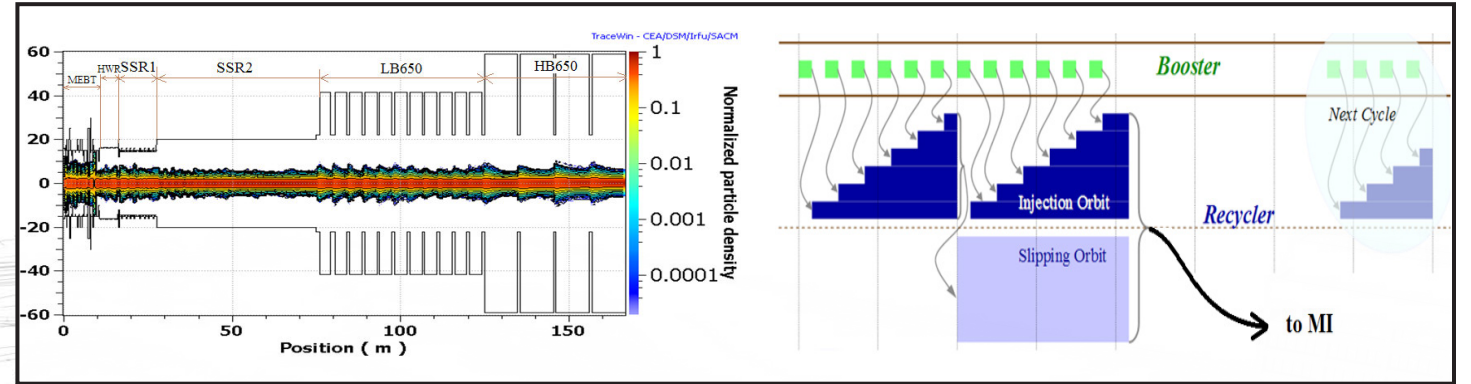 TraceWin - CEA/DSM/Irfu/SACM
60
40
20
0
-20
-40
-60
MEBT
HWR
SSR1
SSR2
LB650
HB650
1
0.1
0.01
0.001
0.0001
Normalized particle density
0
50
100
150
Position ( m )
Booster
Next Cycle
Injection Orbit
Recycler
Slipping Orbit
to MI